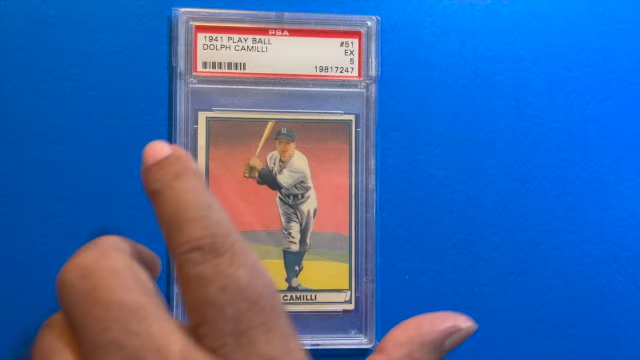 PSA
1941 PLAY BALL #51
DOLPH CAMILLI EX
5
19817247
CAMILLI